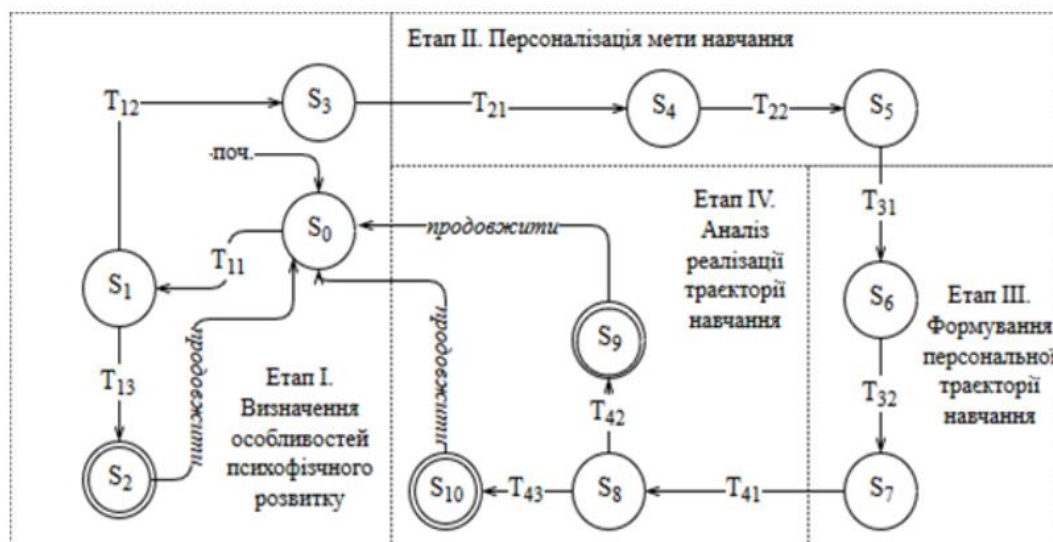 Етап II. Персоналізація мети навчання
T12
S3
T21
S4
T22
S5
поч.
S0
T11
S1
T13
S2
продовжити
Етап I.
Визначення
особливостей
психофізчного
розвитку
продовжити
продовжити
Етап IV.
Аналіз
реалізації
траєкторії
навчання
S9
T42
S10
T43
S8
T41
T31
S6
T32
S7
Етап III.
Формування
персональної
траєкторії
навчання